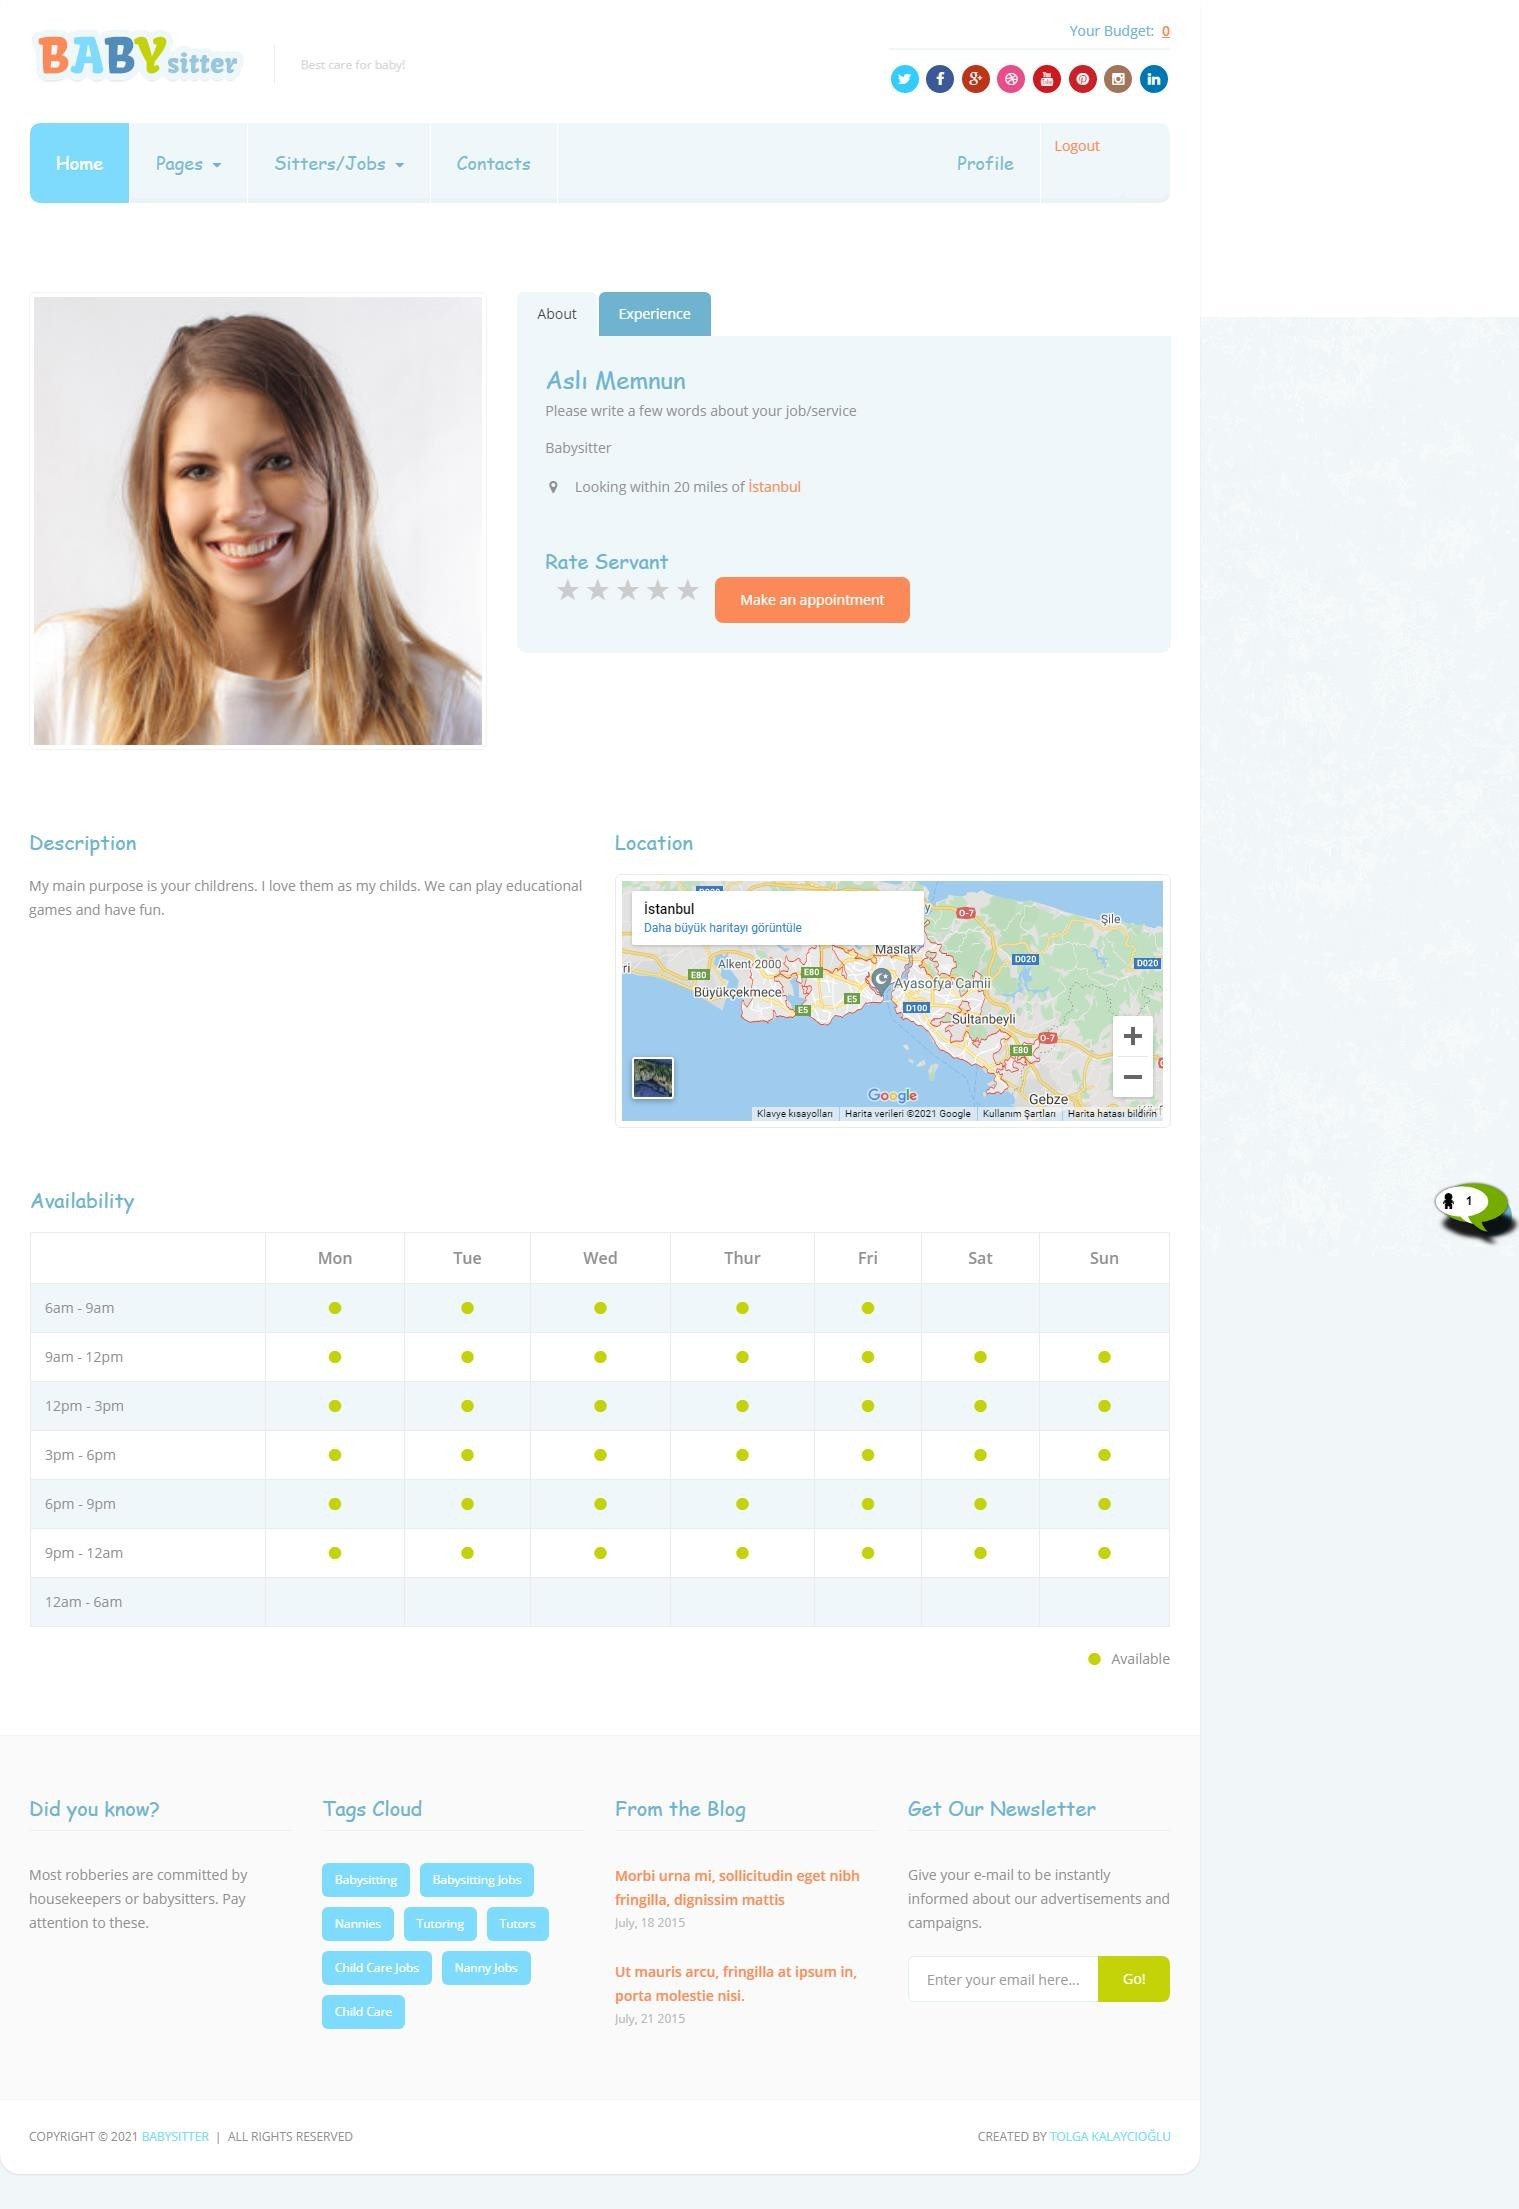 BABY sitter
Best care for baby!
Your Budget: 0
Home
Pages
Sitters/Jobs
Contacts
Profile
Logout
About
Experience
Aslı Memnun
Please write a few words about your job/service
Babysitter
Looking within 20 miles of İstanbul
Rate Servant
Make an appointment
Description
My main purpose is your childrens. I love them as my childs. We can play educational
games and have fun.
Location
İstanbul
Daha büyük haritayı görüntüle
O-7
Şile
Maslak
D020
D020
Alkent 2000
E80
E80
Büyükçekmece
Ayasofya Camii
E5
E5
D100
Sultanbeyli
O-7
E80
Gebze
Google
Klavye kısayolları
Harita verileri ©2021 Google
Kullanım Şartları
Harita hatası bildirin
1
Availability
Mon Tue Wed Thur Fri Sat Sun
6am - 9am
9am - 12pm
12pm - 3pm
3pm - 6pm
6pm - 9pm
9pm - 12am
12am - 6am
Available
Did you know?
Most robberies are committed by
housekeepers or babysitters. Pay
attention to these.
Tags Cloud
Babysitting Babysitting Jobs
Nannies Tutoring Tutors
Child Care Jobs Nanny Jobs
Child Care
From the Blog
Morbi urna mi, sollicitudin eget nibh
fringilla, dignissim mattis
July, 18 2015
Ut mauris arcu, fringilla at ipsum in,
porta molestie nisi.
July, 21 2015
Get Our Newsletter
Give your e-mail to be instantly
informed about our advertisements and
campaigns.
Enter your email here...
Go!
COPYRIGHT © 2021 BABYSITTER | ALL RIGHTS RESERVED
CREATED BY TOLGA KALAYCIOĞLU